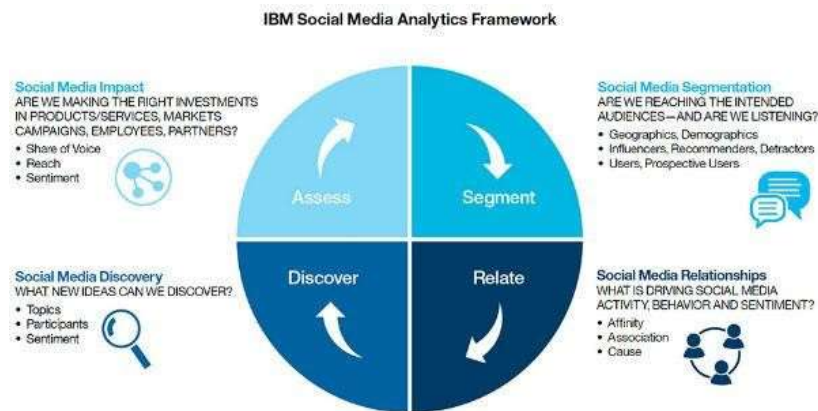 IBM Social Media Analytics Framework
Social Media Impact
ARE WE MAKING THE RIGHT INVESTMENTS
IN PRODUCTS/SERVICES, MARKETS
CAMPAIGNS, EMPLOYEES, PARTNERS?
• Share of Voice
• Reach
• Sentiment
Assess
Segment
Social Media Segmentation
ARE WE REACHING THE INTENDED
AUDIENCES—AND ARE WE LISTENING?
• Geographics, Demographics
• Influencers, Recommenders, Detractors
• Users, Prospective Users
Social Media Discovery
WHAT NEW IDEAS CAN WE DISCOVER?
• Topics
• Participants
• Sentiment
Discover
Relate
Social Media Relationships
WHAT IS DRIVING SOCIAL MEDIA
ACTIVITY, BEHAVIOR AND SENTIMENT?
• Affinity
• Association
• Cause